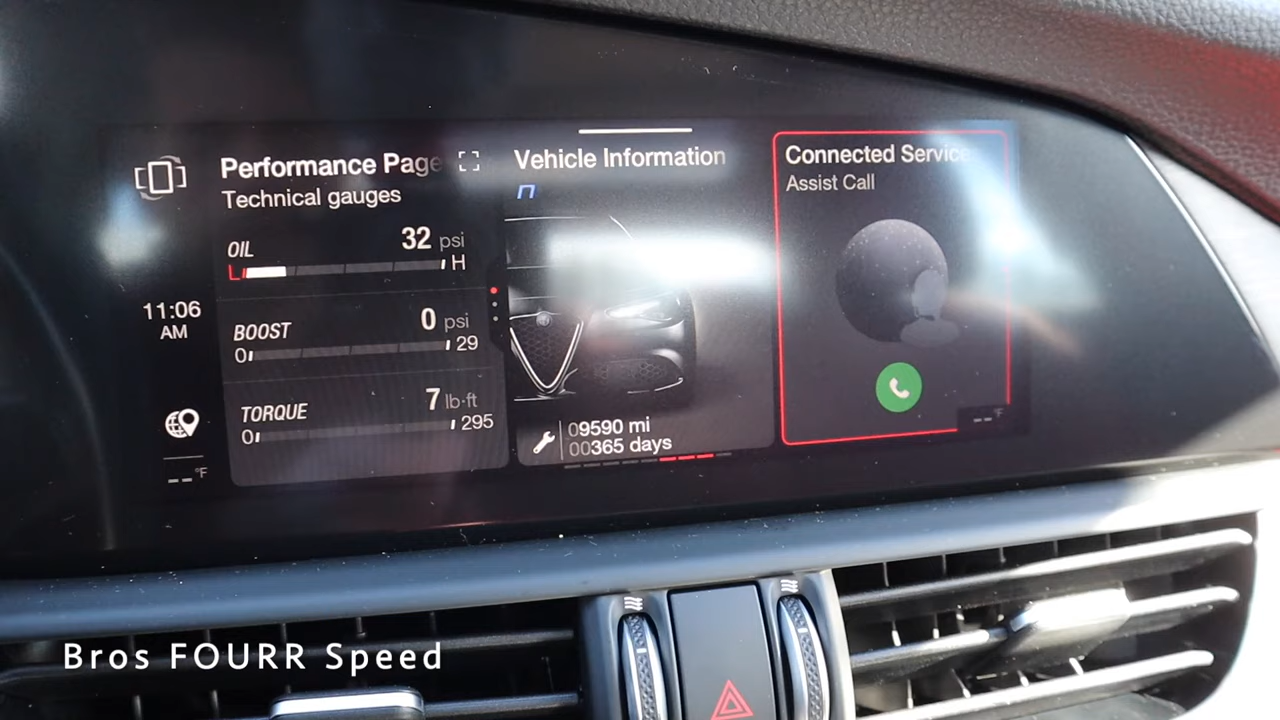 Performance Page
Technical gauges
OIL
32 psi
L
H
BOOST
0 psi
0
29
TORQUE
7 lb·ft
0
295
11:06
AM
--°F
Vehicle Information
09590 mi
00365 days
Connected Service
Assist Call
-- °F
Bros FOURR Speed